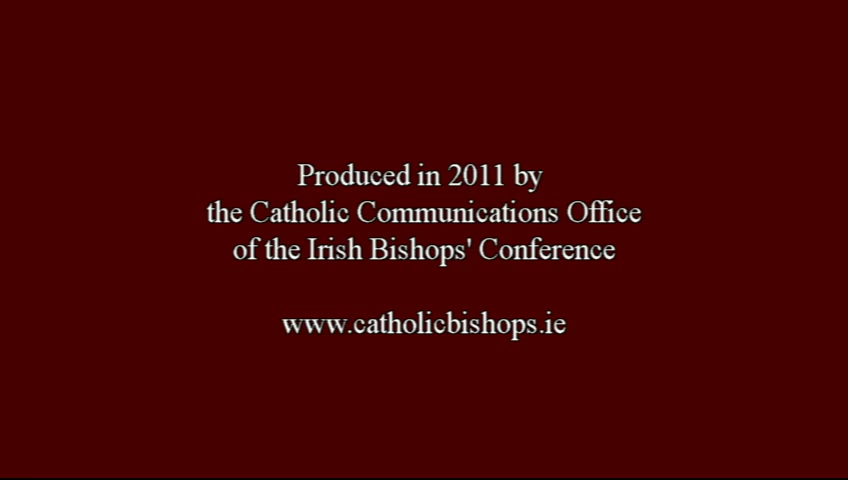 Produced in 2011 by
the Catholic Communications Office
of the Irish Bishops' Conference
www.catholicbishops.ie